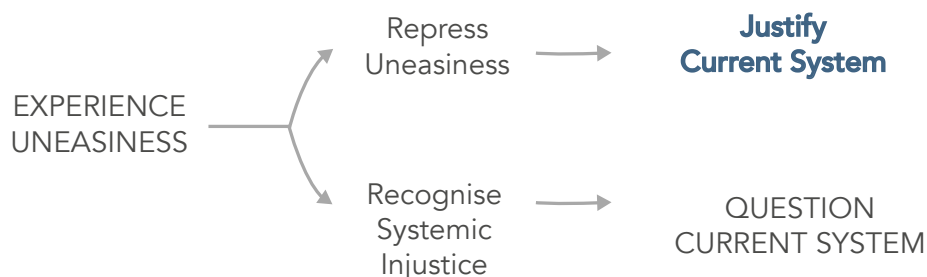 Repress
Uneasiness
Justify
Current System
EXPERIENCE
UNEASINESS
Recognise
Systemic
Injustice
QUESTION
CURRENT SYSTEM